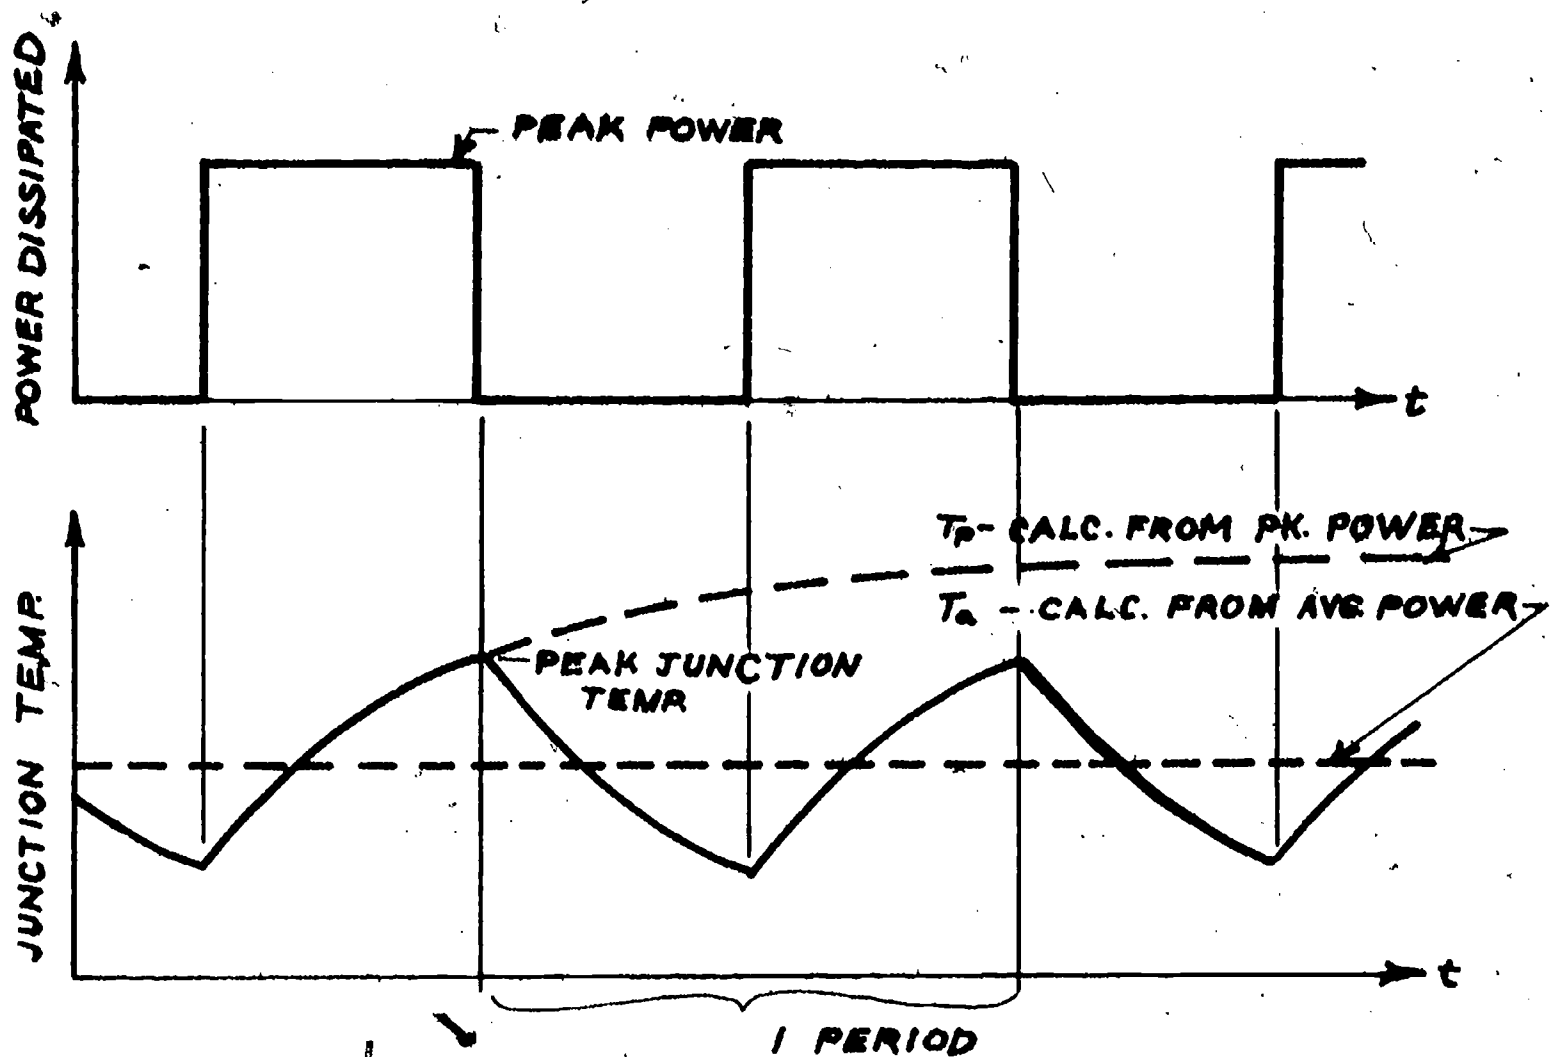 POWER DISSIPATED
PEAK POWER
t
JUNCTION TEMP.
Tp - CALC. FROM PK. POWER
Ta - CALC. FROM AVG. POWER
PEAK JUNCTION
TEMP.
t
1 PERIOD